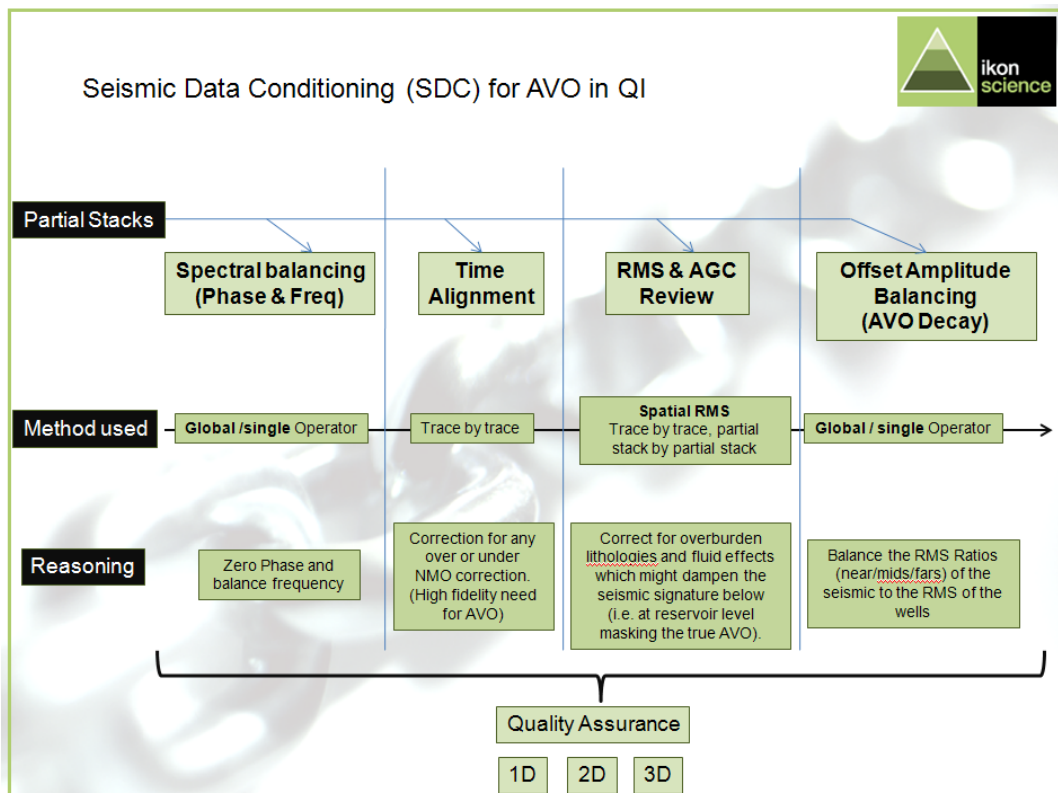 ikon
science
Seismic Data Conditioning (SDC) for AVO in QI
Partial Stacks
Spectral balancing
(Phase & Freq)
Time
Alignment
RMS & AGC
Review
Offset Amplitude
Balancing
(AVO Decay)
Method used
Global /single Operator
Trace by trace
Spatial RMS
Trace by trace, partial
stack by partial stack
Global / single Operator
Reasoning
Zero Phase and
balance frequency
Correction for any
over or under
NMO correction.
(High fidelity need
for AVO)
Correct for overburden
lithologies and fluid effects
which might dampen the
seismic signature below
(i.e. at reservoir level
masking the true AVO).
Balance the RMS Ratios
(near/mids/fars) of the
seismic to the RMS of the
wells
Quality Assurance
1D
2D
3D